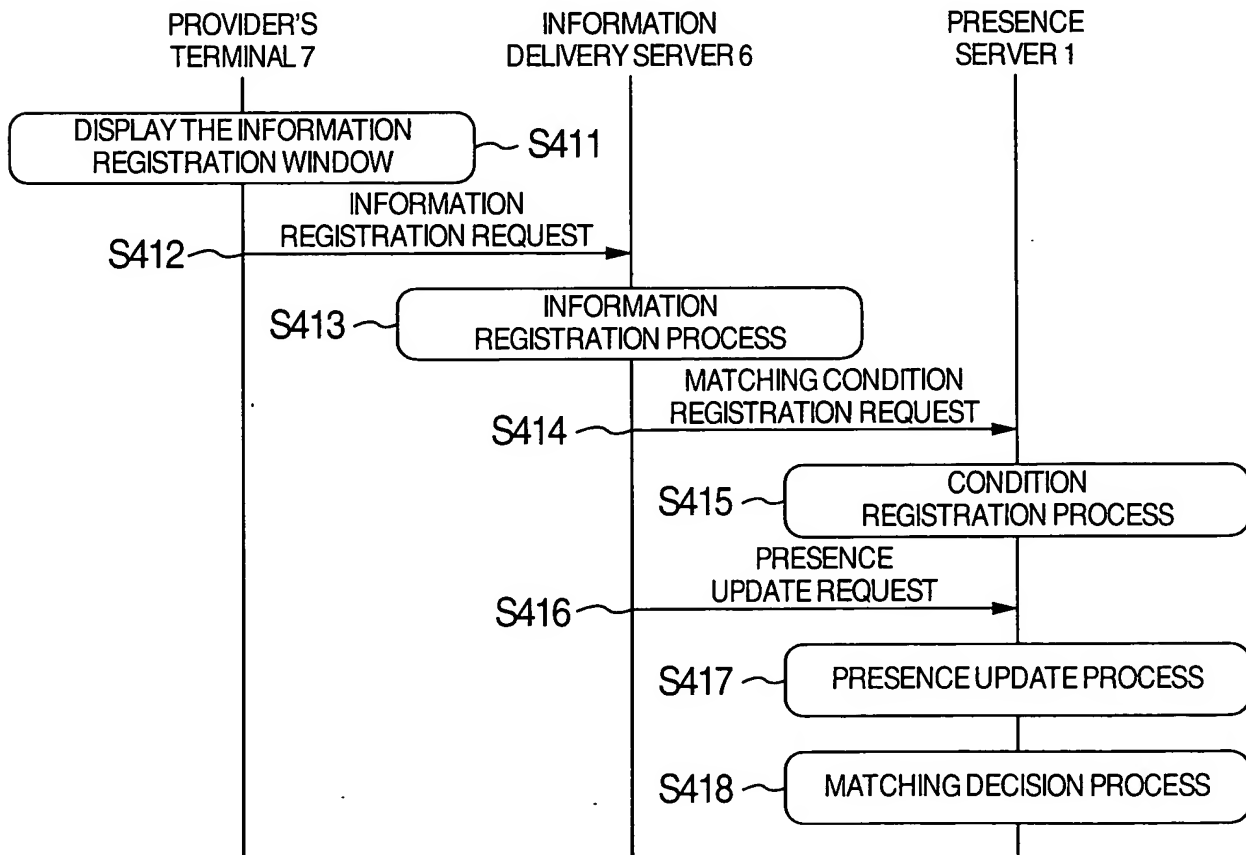 PROVIDER'S
TERMINAL 7
INFORMATION
DELIVERY SERVER 6
PRESENCE
SERVER 1
DISPLAY THE INFORMATION
REGISTRATION WINDOW
S411
INFORMATION
REGISTRATION REQUEST
S412
INFORMATION
REGISTRATION PROCESS
S413
MATCHING CONDITION
REGISTRATION REQUEST
S414
CONDITION
REGISTRATION PROCESS
S415
PRESENCE
UPDATE REQUEST
S416
S417
PRESENCE UPDATE PROCESS
S418
MATCHING DECISION PROCESS